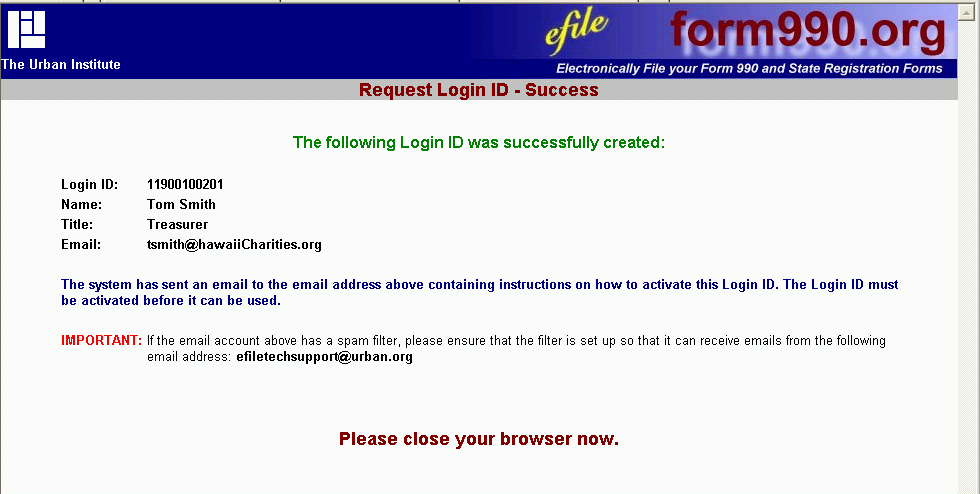 efile form990.org
The Urban Institute
Electronically File your Form 990 and State Registration Forms
Request Login ID - Success
The following Login ID was successfully created:
Login ID: 11900100201
Name: Tom Smith
Title: Treasurer
Email: tsmith@hawaiiCharities.org
The system has sent an email to the email address above containing instructions on how to activate this Login ID. The Login ID must
be activated before it can be used.
IMPORTANT: If the email account above has a spam filter, please ensure that the filter is set up so that it can receive emails from the following
email address: efiletechsupport@urban.org
Please close your browser now.